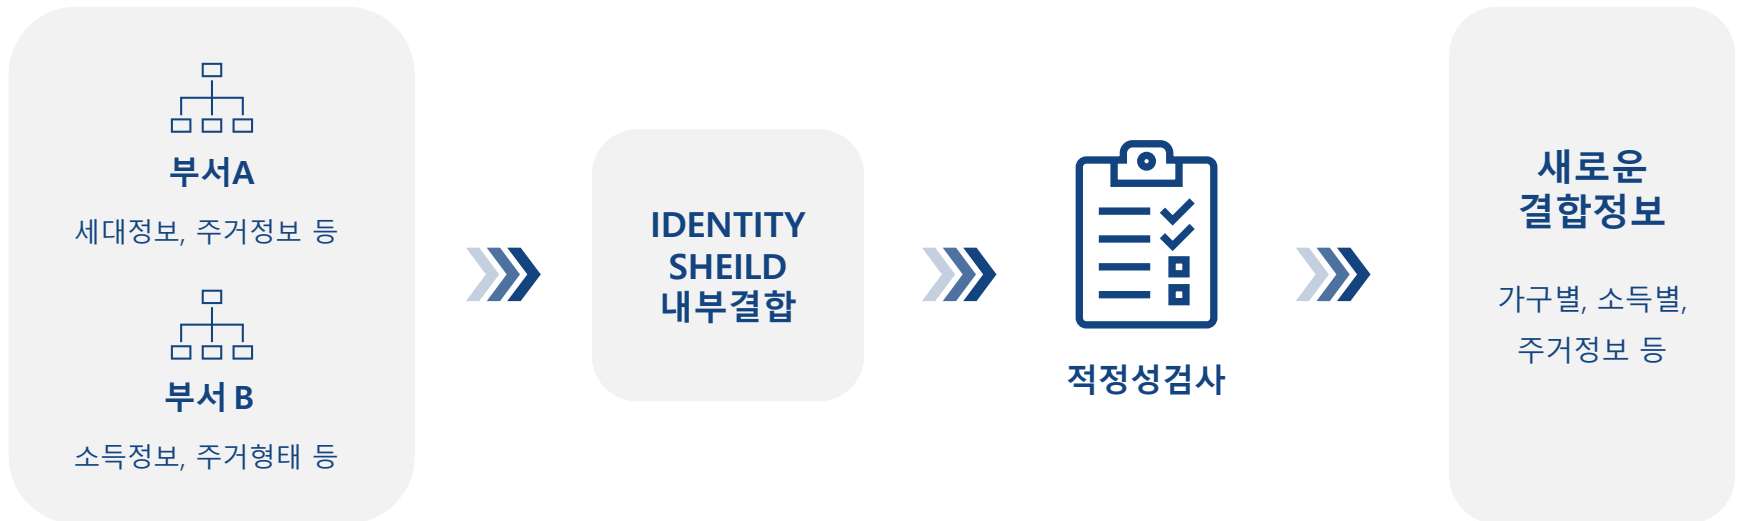 부서A
세대정보, 주거정보 등
부서 B
소득정보, 주거형태 등
IDENTITY
SHEILD
내부결합
적정성검사
새로운
결합정보
가구별, 소득별,
주거정보 등